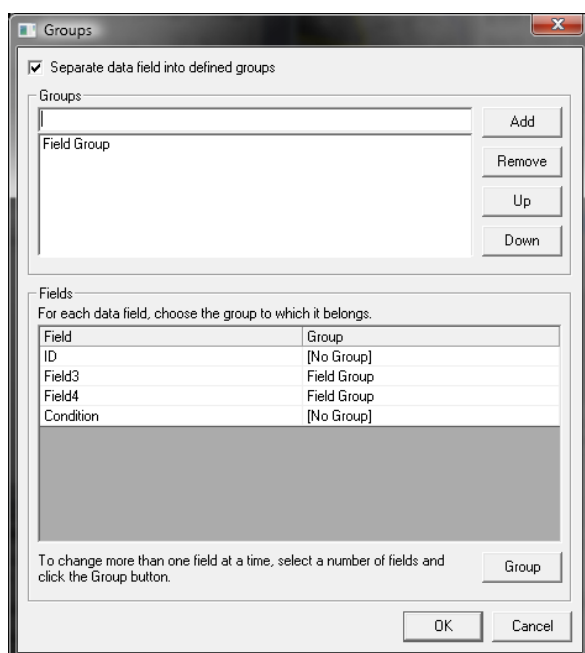 Groups
Separate data field into defined groups
Groups
Add
Field Group
Remove
Up
Down
Fields
For each data field, choose the group to which it belongs.
Field Group
ID [No Group]
Field3 Field Group
Field4 Field Group
Condition [No Group]
To change more than one field at a time, select a number of fields and
click the Group button.
Group
OK Cancel